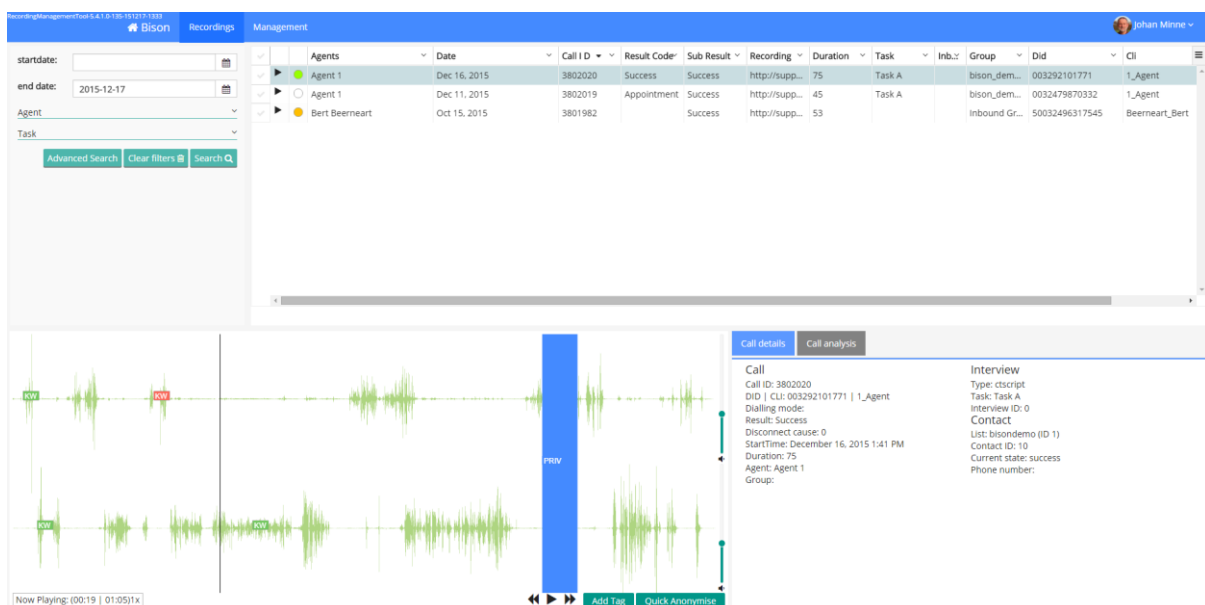 RecordingManagementTool-5.4.1.0-135-151217-1333
Bison Recordings Management Johan Minne
startdate:
end date: 2015-12-17
Agent
Task
Advanced Search Clear filters Search
Agents Date Call I D Result Code Sub Result Recording Duration Task Inb... Group Did Cli
Agent 1 Dec 16, 2015 3802020 Success Success http://supp... 75 Task A bison_dem... 003292101771 1_Agent
Agent 1 Dec 11, 2015 3802019 Appointment Success http://supp... 45 Task A bison_dem... 0032479870332 1_Agent
Bert Beerneart Oct 15, 2015 3801982 Success http://supp... 53 Inbound Gr... 50032496317545 Beerneart_Bert
KW KW
PRIV
KW KW
Now Playing: (00:19 | 01:05)1x
Add Tag Quick Anonymise
Call details Call analysis
Call
Call ID: 3802020
DID | CLI: 003292101771 | 1_Agent
Dialling mode:
Result: Success
Disconnect cause: 0
StartTime: December 16, 2015 1:41 PM
Duration: 75
Agent: Agent 1
Group:
Interview
Type: ctscript
Task: Task A
Interview ID: 0
Contact
List: bisondemo (ID 1)
Contact ID: 10
Current state: success
Phone number: